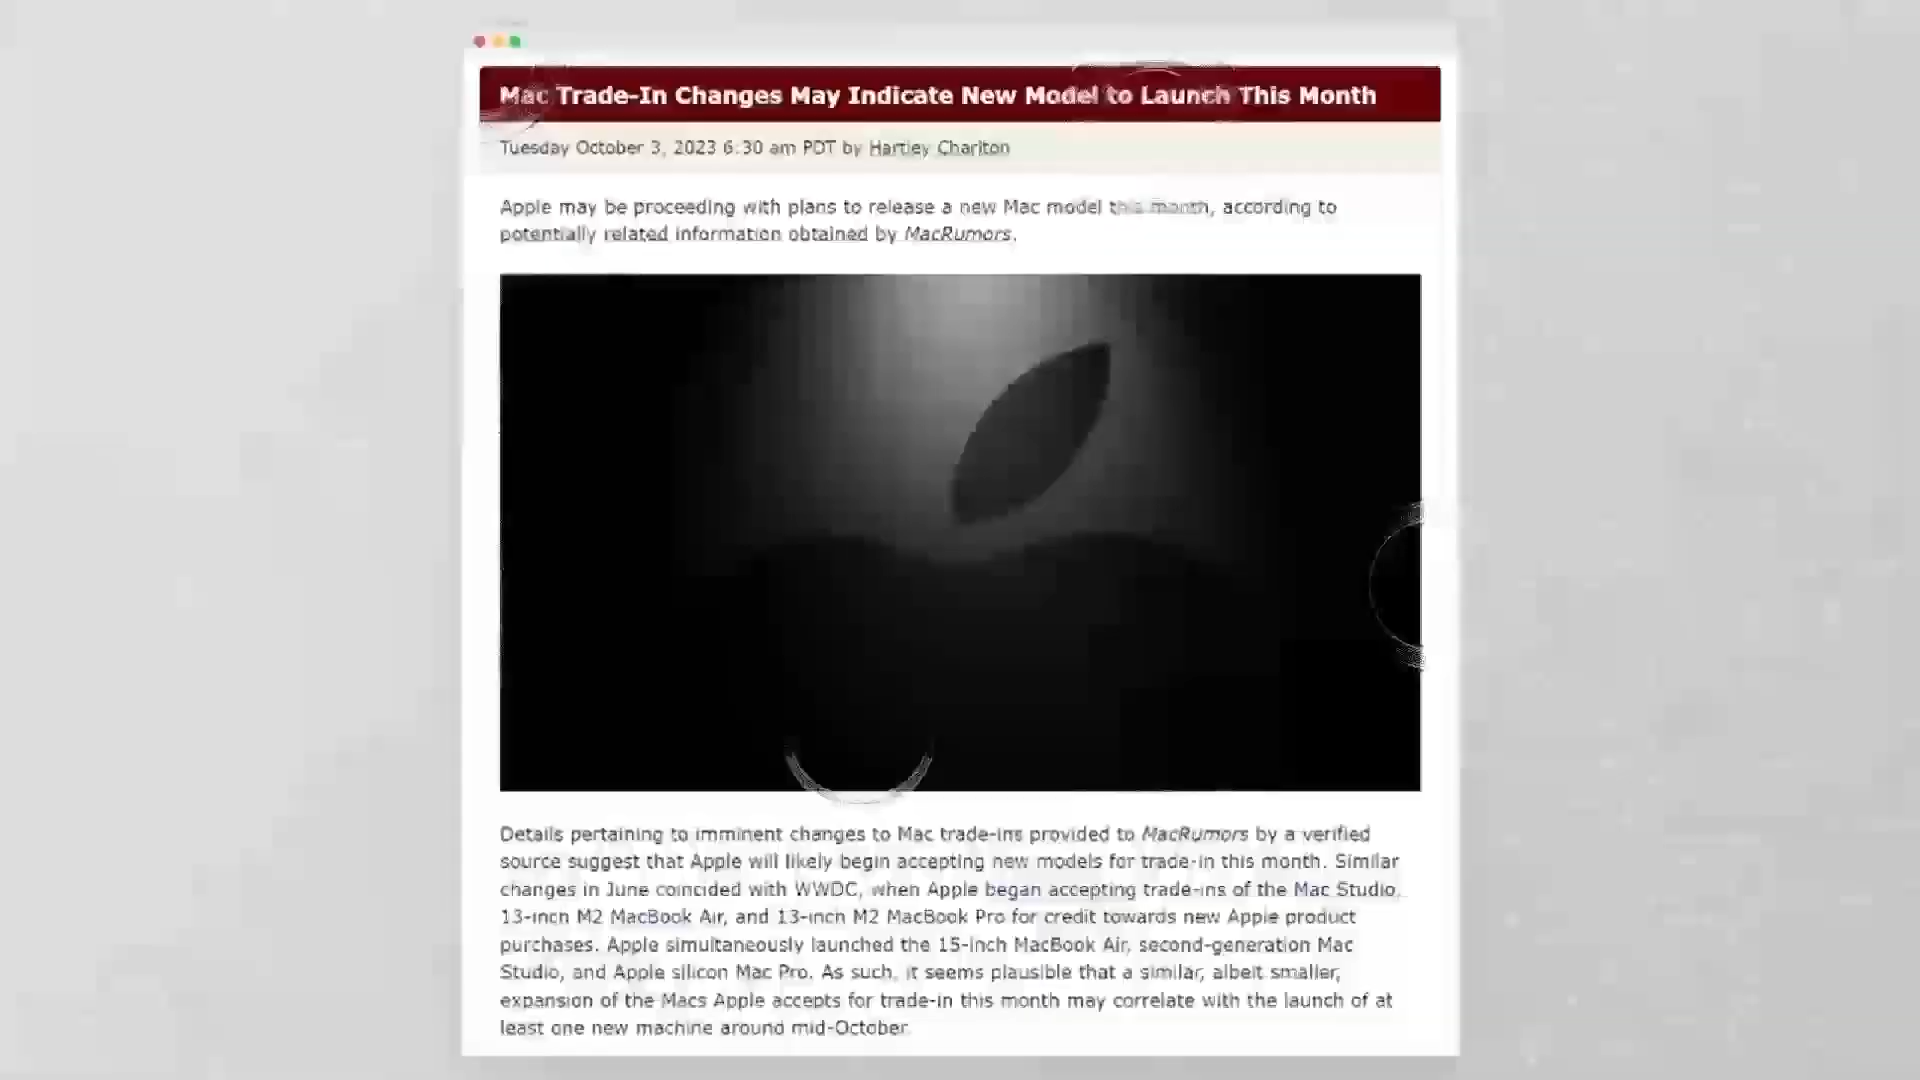 Mac Trade-In Changes May Indicate New Model to Launch This Month
Tuesday October 3, 2023 6:30 am PDT by Hartley Charlton
Apple may be proceeding with plans to release a new Mac model this month, according to
potentially related information obtained by MacRumors.
Details pertaining to imminent changes to Mac trade-ins provided to MacRumors by a verified
source suggest that Apple will likely begin accepting new models for trade-in this month. Similar
changes in June coincided with WWDC, when Apple began accepting trade-ins of the Mac Studio,
13-inch M2 MacBook Air, and 13-inch M2 MacBook Pro for credit towards new Apple product
purchases. Apple simultaneously launched the 15-inch MacBook Air, second-generation Mac
Studio, and Apple silicon Mac Pro. As such, it seems plausible that a similar, albeit smaller,
expansion of the Macs Apple accepts for trade-in this month may correlate with the launch of at
least one new machine around mid-October.